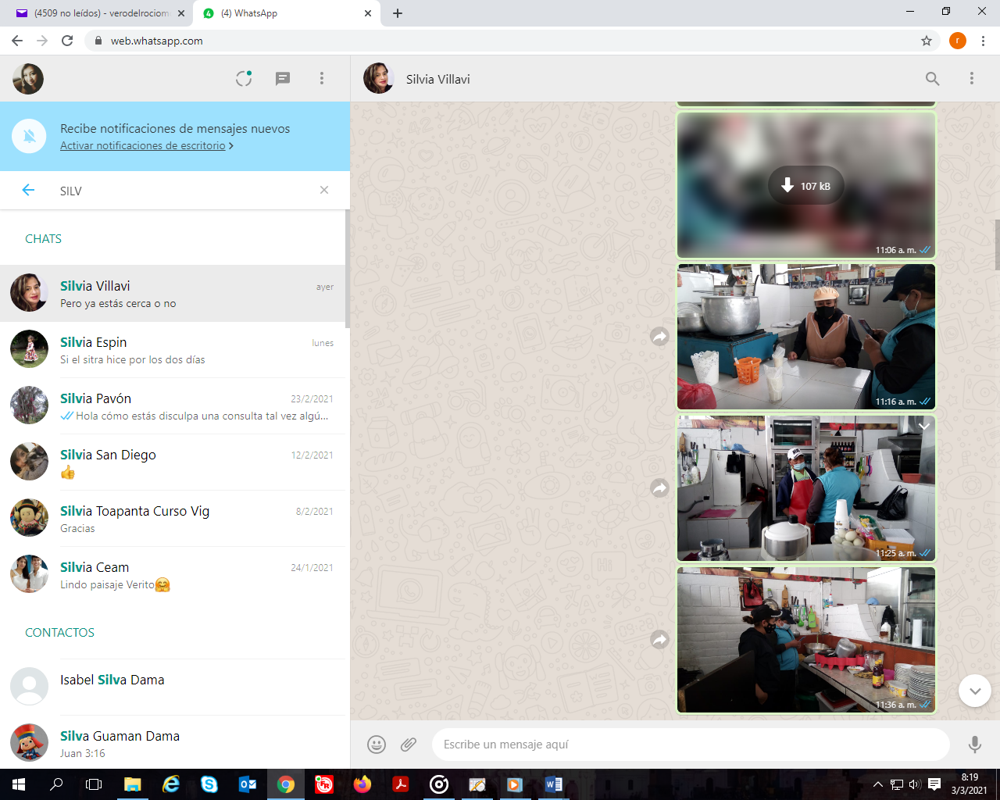 (4509 no leídos) - verodelrociom
(4) WhatsApp
web.whatsapp.com
r
Recibe notificaciones de mensajes nuevos
Activar notificaciones de escritorio
SILV
CHATS
Silvia Villavi
ayer
Pero ya estás cerca o no
Silvia Espin
lunes
Si el sitra hice por los dos días
Silvia Pavón
23/2/2021
Hola cómo estás disculpa una consulta tal vez algú...
Silvia San Diego
12/2/2021
👍
Silvia Toapanta Curso Vig
8/2/2021
Gracias
Silvia Ceam
24/1/2021
Lindo paisaje Verito🤗
CONTACTOS
Isabel Silva Dama
Silva Guaman Dama
Juan 3:16
Silvia Villavi
107 kB
11:06 a. m.
11:16 a. m.
11:25 a. m.
11:36 a. m.
Escribe un mensaje aquí
8:19
3/3/2021